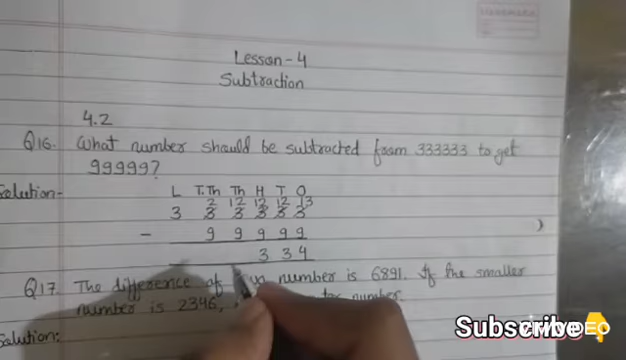 Lesson-4
Subtraction
4.2
Q16. What number should be subtracted from 333333 to get
99999?
Solution-
L T.Th Th H T O
2 12 12 12 13
3 3 3 3 3 3
- 9 9 9 9 9
3 3 4
Q17. The difference of number is 6891. If the smaller
number is 2346, number.
Solution:
Subscribe